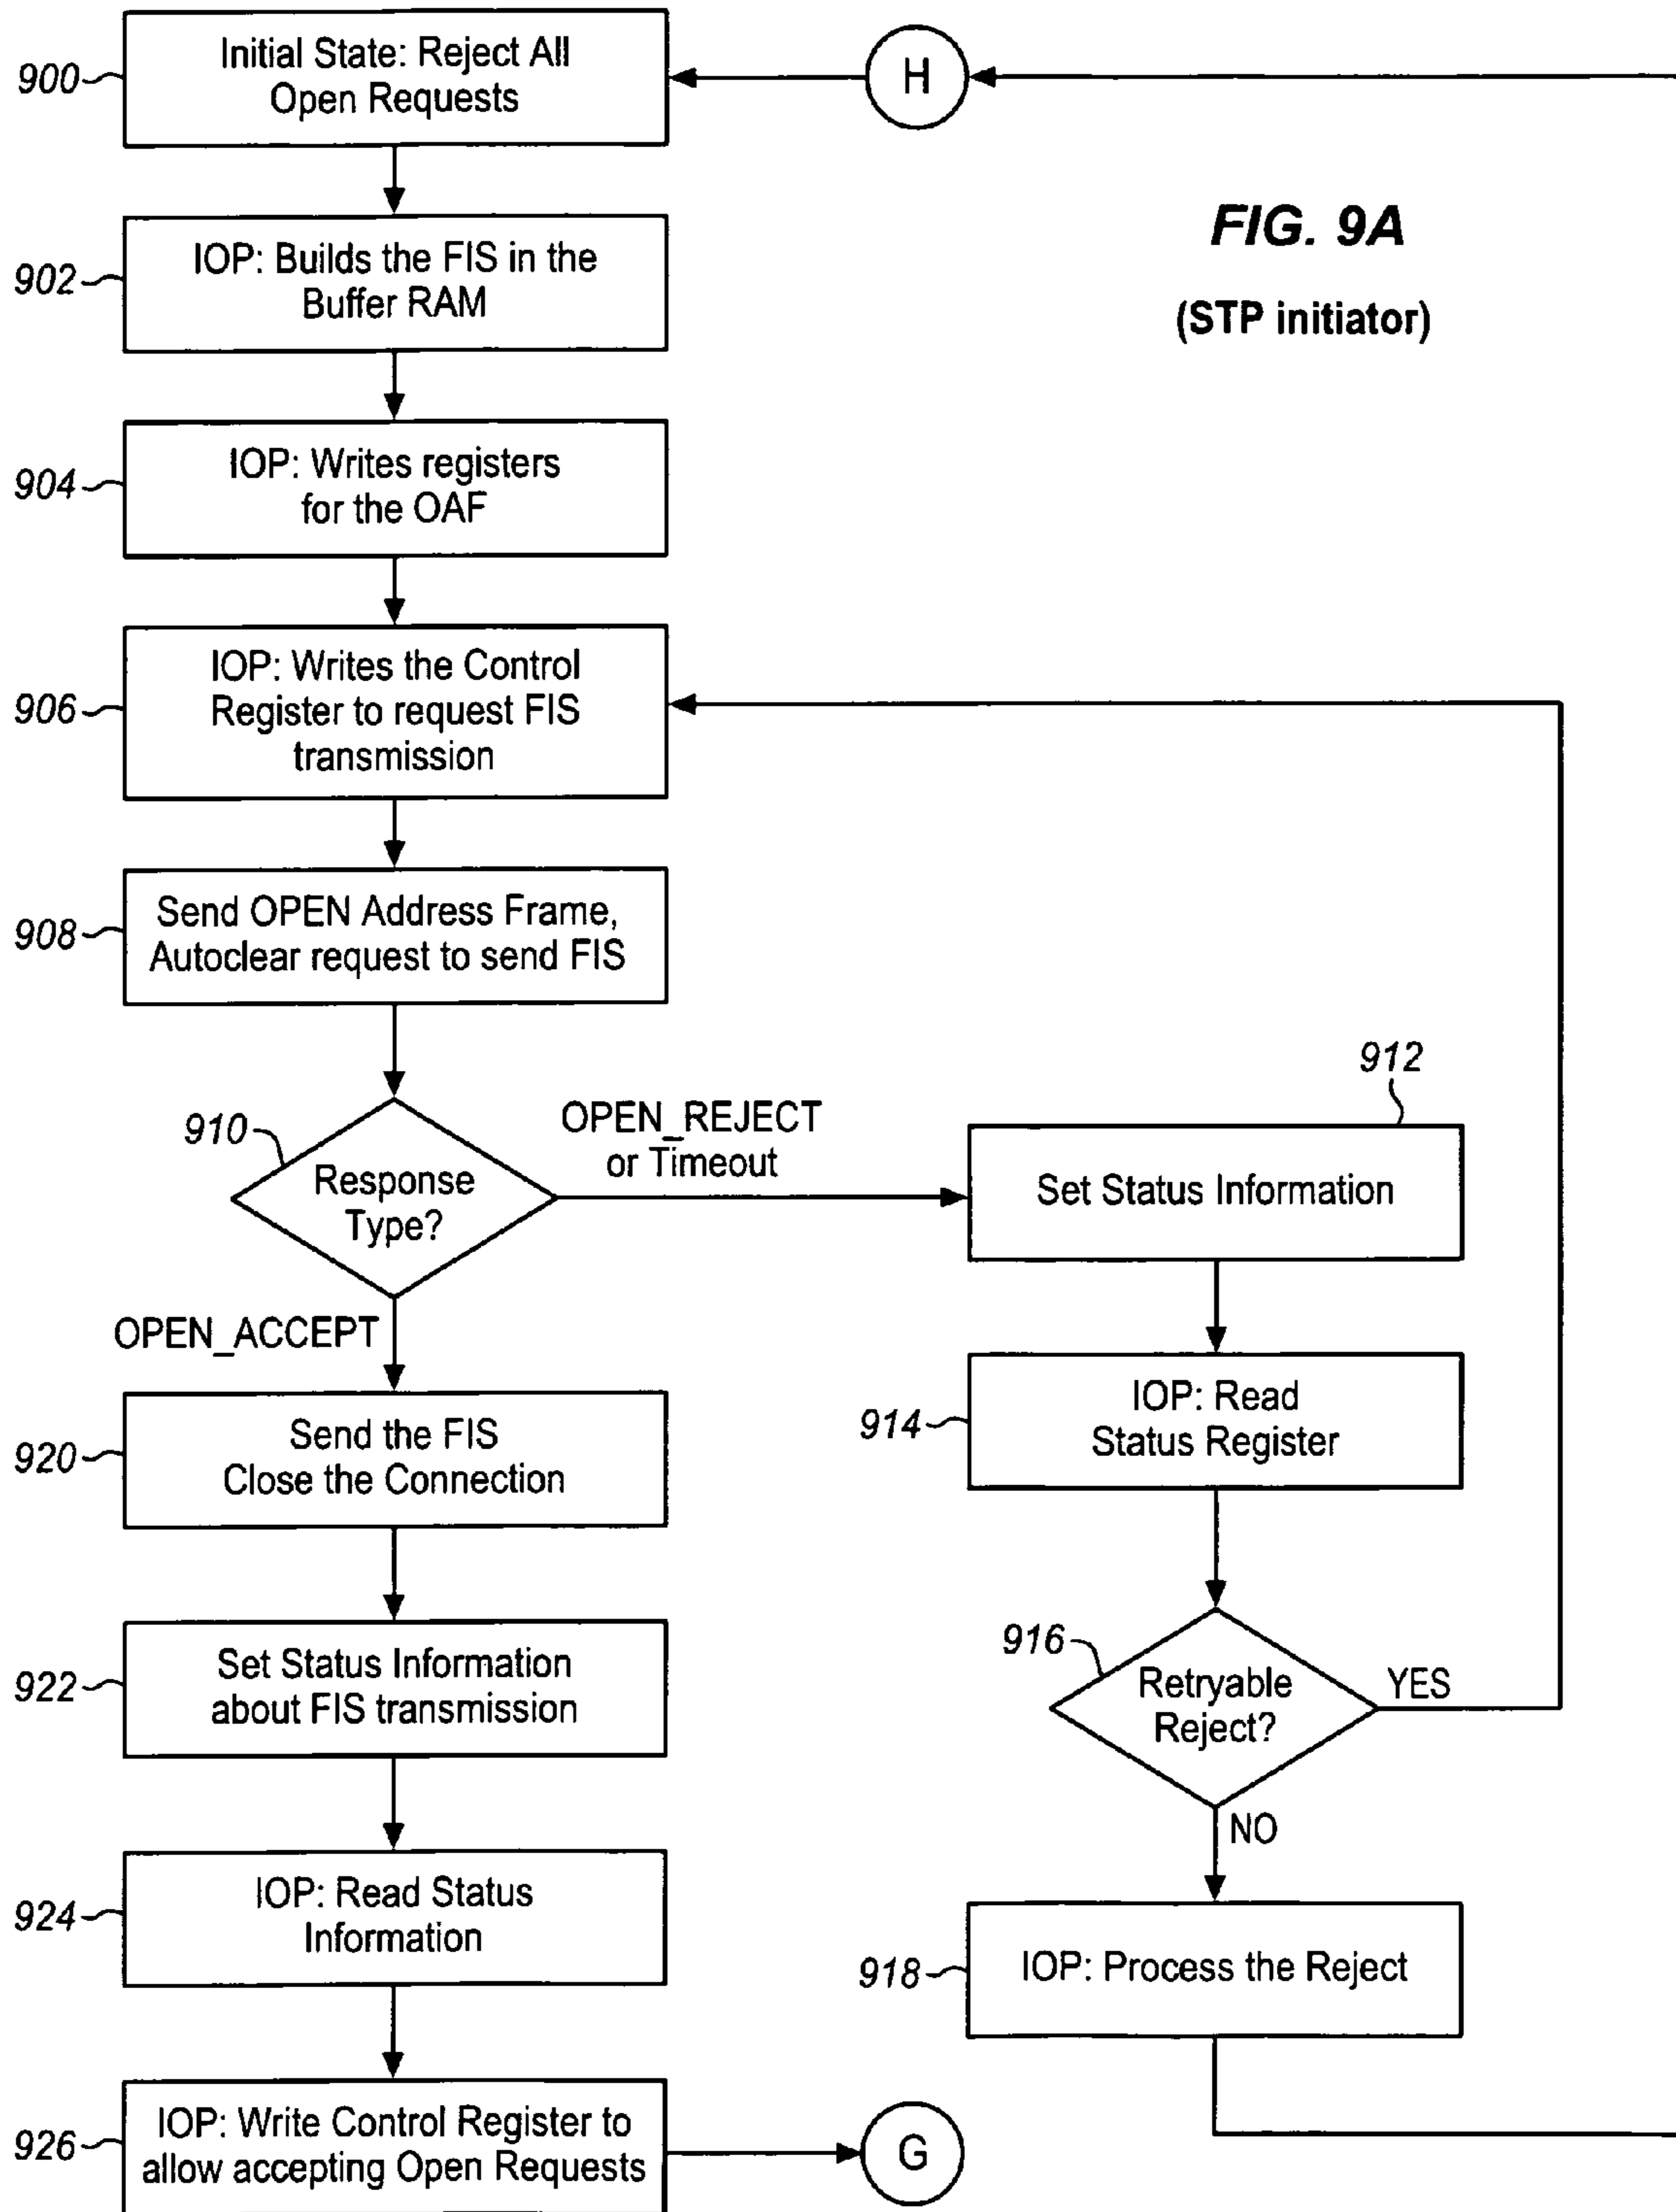 900
Initial State: Reject All
Open Requests
H
FIG. 9A
(STP initiator)
902
IOP: Builds the FIS in the
Buffer RAM
904
IOP: Writes registers
for the OAF
906
IOP: Writes the Control
Register to request FIS
transmission
908
Send OPEN Address Frame,
Autoclear request to send FIS
910
Response
Type?
OPEN_REJECT
or Timeout
912
Set Status Information
OPEN_ACCEPT
914
IOP: Read
Status Register
920
Send the FIS
Close the Connection
916
Retryable
Reject?
YES
NO
922
Set Status Information
about FIS transmission
924
IOP: Read Status
Information
918
IOP: Process the Reject
926
IOP: Write Control Register to
allow accepting Open Requests
G